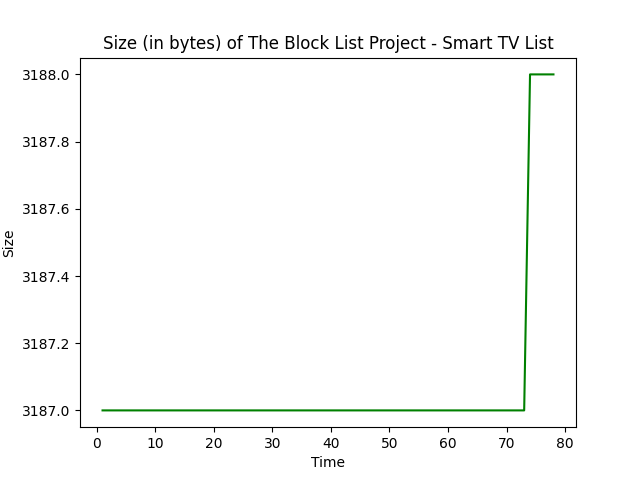 Size (in bytes) of The Block List Project - Smart TV List
3188.0
3187.8
3187.6
3187.4
3187.2
3187.0
Size
0 10 20 30 40 50 60 70 80
Time